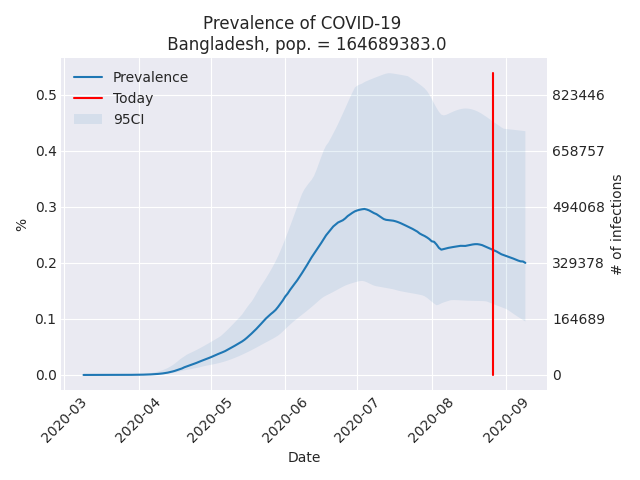 Prevalence of COVID-19
Bangladesh, pop. = 164689383.0
Prevalence
Today
95CI
0.5
0.4
0.3
0.2
0.1
0.0
%
823446
658757
494068
329378
164689
0
# of infections
2020-03
2020-04
2020-05
2020-06
2020-07
2020-08
2020-09
Date